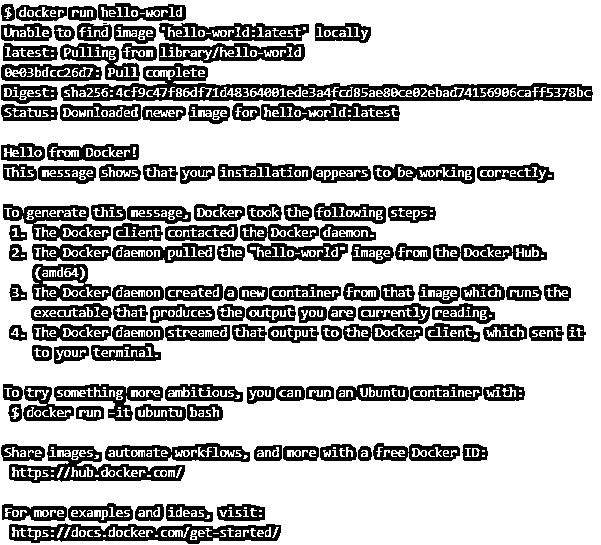 $ docker run hello-world
Unable to find image 'hello-world:latest' locally
latest: Pulling from library/hello-world
0e03bdcc26d7: Pull complete
Digest: sha256:4cf9c47f86df71d48364001ede3a4fcd85ae80ce02ebad74156906caff5378bc
Status: Downloaded newer image for hello-world:latest

Hello from Docker!
This message shows that your installation appears to be working correctly.

To generate this message, Docker took the following steps:
 1. The Docker client contacted the Docker daemon.
 2. The Docker daemon pulled the "hello-world" image from the Docker Hub.
    (amd64)
 3. The Docker daemon created a new container from that image which runs the
    executable that produces the output you are currently reading.
 4. The Docker daemon streamed that output to the Docker client, which sent it
    to your terminal.

To try something more ambitious, you can run an Ubuntu container with:
 $ docker run -it ubuntu bash

Share images, automate workflows, and more with a free Docker ID:
 https://hub.docker.com/

For more examples and ideas, visit:
 https://docs.docker.com/get-started/